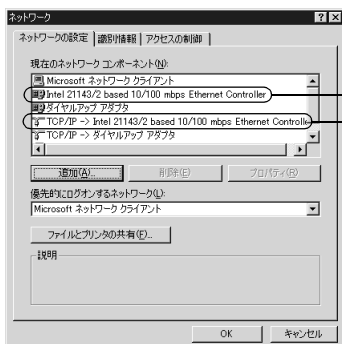 ネットワーク
ネットワークの設定 識別情報 アクセスの制御
現在のネットワーク コンポーネント(N):
Microsoft ネットワーク クライアント
Intel 21143/2 based 10/100 mbps Ethernet Controller
ダイヤルアップ アダプタ
TCP/IP -> Intel 21143/2 based 10/100 mbps Ethernet Controlle
TCP/IP -> ダイヤルアップ アダプタ
追加(A)... 削除(E) プロパティ(R)
優先的にログオンするネットワーク(L):
Microsoft ネットワーク クライアント
ファイルとプリンタの共有(F)...
説明
OK キャンセル